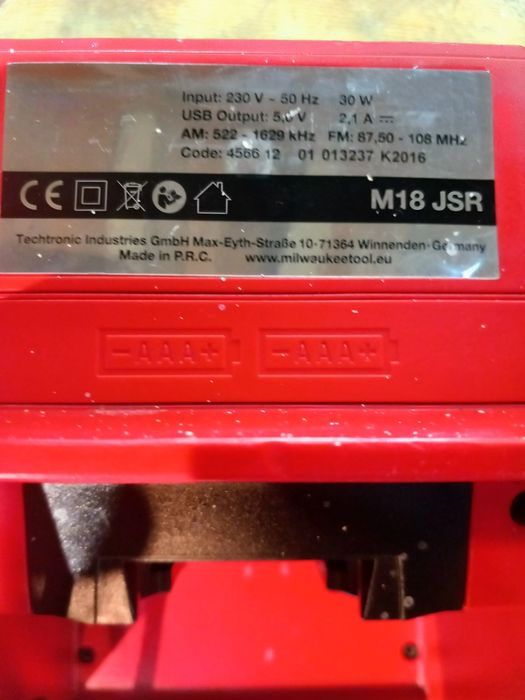 Input: 230 V ~ 50 Hz 30 W
USB Output: 5,0 V 2,1 A
AM: 522 - 1629 kHz FM: 87,50 - 108 MHz
Code: 4566 12 01 013237 K2016
CE M18 JSR
Techtronic Industries GmbH Max-Eyth-Straße 10·71364 Winnenden·Germany
Made in P.R.C. www.milwaukeetool.eu
-AAA+ -AAA+